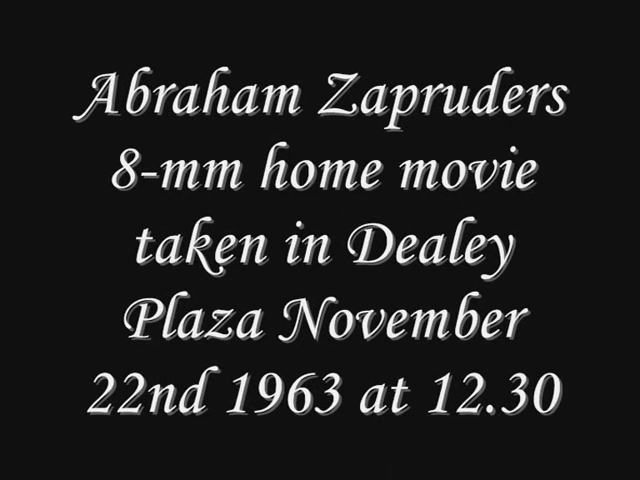 Abraham Zapruders
8-mm home movie
taken in Dealey
Plaza November
22nd 1963 at 12.30